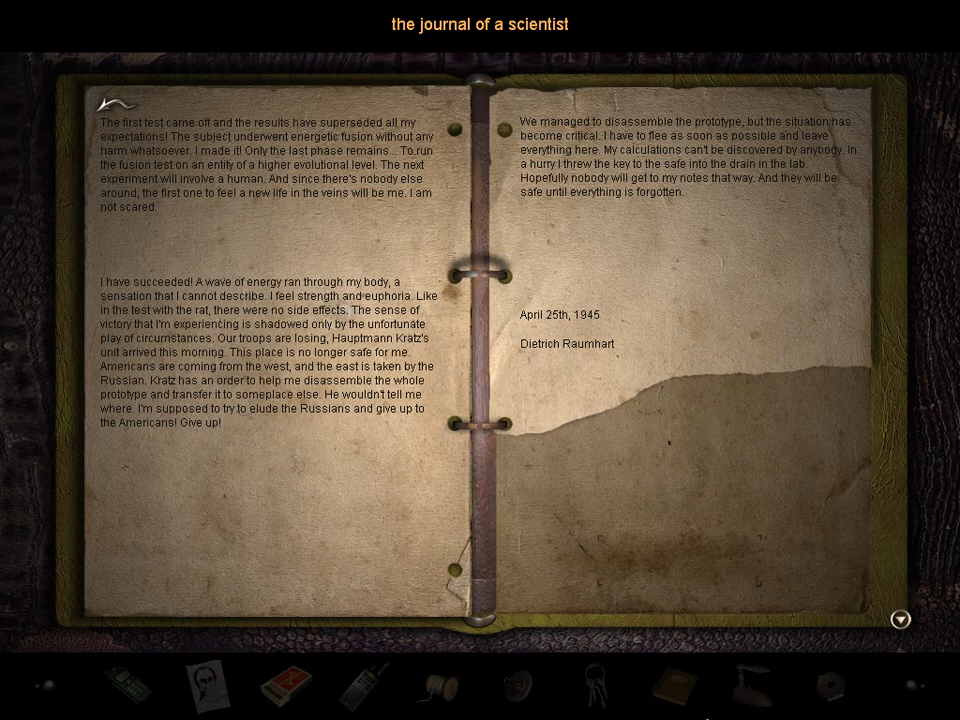 the journal of a scientist
The first test came off and the results have superseded all my
expectations! The subject underwent energetic fusion without any
harm whatsoever. I made it! Only the last phase remains... To run
the fusion test on an entity of a higher evolutional level. The next
experiment will involve a human. And since there's nobody else
around, the first one to feel a new life in the veins will be me. I am
not scared.
I have succeeded! A wave of energy ran through my body, a
sensation that I cannot describe. I feel strength and euphoria. Like
in the test with the rat, there were no side effects. The sense of
victory that I'm experiencing is shadowed only by the unfortunate
play of circumstances. Our troops are losing, Hauptmann Kratz's
unit arrived this morning. This place is no longer safe for me.
Americans are coming from the west, and the east is taken by the
Russian. Kratz has an order to help me disassemble the whole
prototype and transfer it to someplace else. He wouldn't tell me
where. I'm supposed to try to elude the Russians and give up to
the Americans! Give up!
We managed to disassemble the prototype, but the situation has
become critical. I have to flee as soon as possible and leave
everything here. My calculations can't be discovered by anybody. In
a hurry I threw the key to the safe into the drain in the lab.
Hopefully nobody will get to my notes that way. And they will be
safe until everything is forgotten.
April 25th, 1945
Dietrich Raumhart